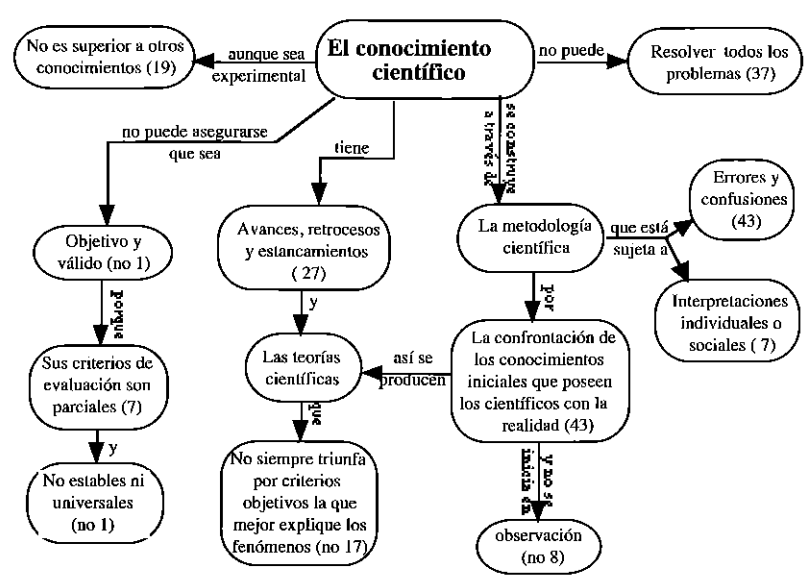 El conocimiento
científico
aunque sea
experimental
No es superior a otros
conocimientos (19)
no puede
Resolver todos los
problemas (37)
no puede asegurarse
que sea
Objetivo y
válido (no 1)
porque
Sus criterios de
evaluación son
parciales (7)
y
No estables ni
universales
(no 1)
tiene
Avances, retrocesos
y estancamientos
( 27)
y
Las teorías
científicas
que
No siempre triunfa
por criterios
objetivos la que
mejor explique los
fenómenos (no 17)
se construye
a través de
La metodología
científica
que está
sujeta a
Errores y
confusiones
(43)
Interpretaciones
individuales o
sociales ( 7)
por
La confrontación de
los conocimientos
iniciales que poseen
los científicos con la
realidad (43)
así se
producen
y no se
inicia en
observación
(no 8)